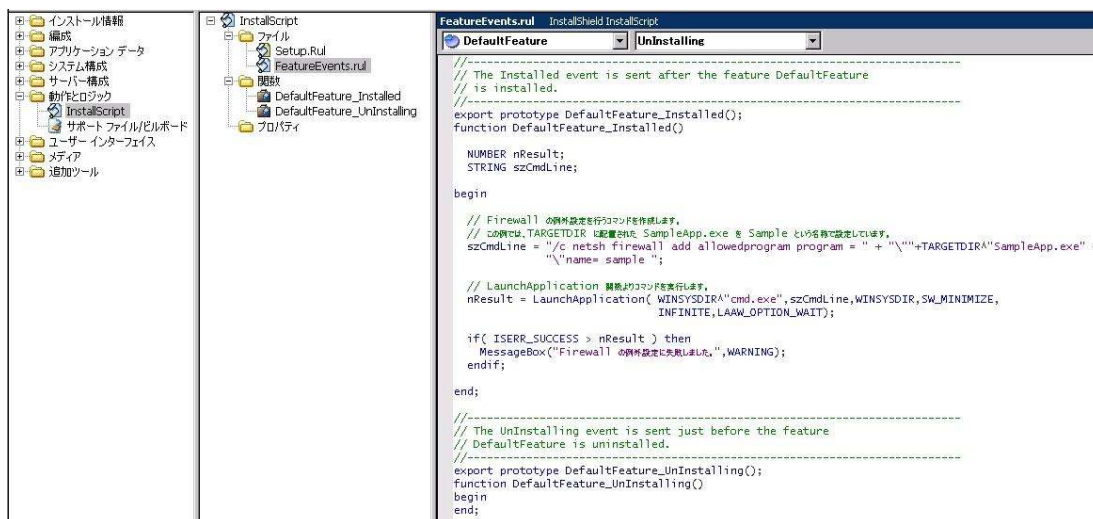 インストール情報
編成
アプリケーション データ
システム構成
サーバー構成
動作とロジック
InstallScript
サポート ファイル/ビルボード
ユーザー インターフェイス
メディア
追加ツール
InstallScript
ファイル
Setup.Rul
FeatureEvents.rul
関数
DefaultFeature_Installed
DefaultFeature_UnInstalling
プロパティ
FeatureEvents.rul InstallShield InstallScript
DefaultFeature UnInstalling
//---------------------------------------------------------------------------
// The Installed event is sent after the feature DefaultFeature
// is installed.
//---------------------------------------------------------------------------
export prototype DefaultFeature_Installed();
function DefaultFeature_Installed()
NUMBER nResult;
STRING szCmdLine;
begin
// Firewall の例外設定を行うコマンドを作成します。
// この例では、TARGETDIR に配置された SampleApp.exe を Sample という名称で設定しています。
szCmdLine = "/c netsh firewall add allowedprogram program = " + "\""+TARGETDIR^"SampleApp.exe"
"\"name= sample ";
// LaunchApplication 関数よりコマンドを実行します。
nResult = LaunchApplication( WINSYSDIR^"cmd.exe",szCmdLine,WINSYSDIR,SW_MINIMIZE,
INFINITE,LAAW_OPTION_WAIT);
if( ISERR_SUCCESS > nResult ) then
MessageBox("Firewall の例外設定に失敗しました。",WARNING);
endif;
end;
//---------------------------------------------------------------------------
// The UnInstalling event is sent just before the feature
// DefaultFeature is uninstalled.
//---------------------------------------------------------------------------
export prototype DefaultFeature_UnInstalling();
function DefaultFeature_UnInstalling()
begin
end;